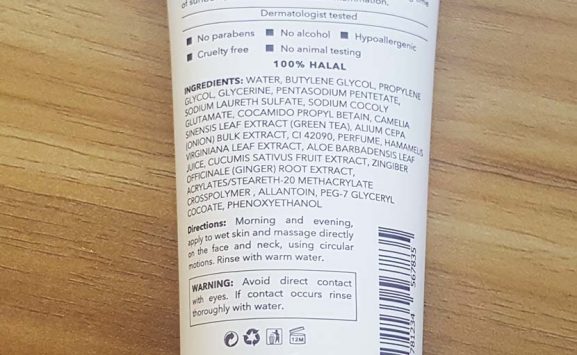 Dermatologist tested
No parabens No alcohol Hypoallergenic
Cruelty free No animal testing
100% HALAL
INGREDIENTS: WATER, BUTYLENE GLYCOL, PROPYLENE
GLYCOL, GLYCERINE, PENTASODIUM PENTETATE,
SODIUM LAURETH SULFATE, SODIUM COCOLY
GLUTAMATE, COCAMIDO PROPYL BETAIN, CAMELIA
SINENSIS LEAF EXTRACT (GREEN TEA), ALIUM CEPA
(ONION) BULK EXTRACT, CI 42090, PERFUME, HAMAMELIS
VIRGINIANA LEAF EXTRACT, ALOE BARBADENSIS LEAF
JUICE, CUCUMIS SATIVUS FRUIT EXTRACT, ZINGIBER
OFFICINALE (GINGER) ROOT EXTRACT,
ACRYLATES/STEARETH-20 METHACRYLATE
CROSSPOLYMER , ALLANTOIN, PEG-7 GLYCERYL
COCOATE, PHENOXYETHANOL
Directions: Morning and evening,
apply to wet skin and massage directly
on the face and neck, using circular
motions. Rinse with warm water.
WARNING: Avoid direct contact
with eyes. If contact occurs rinse
thoroughly with water.
12M
781234 567835